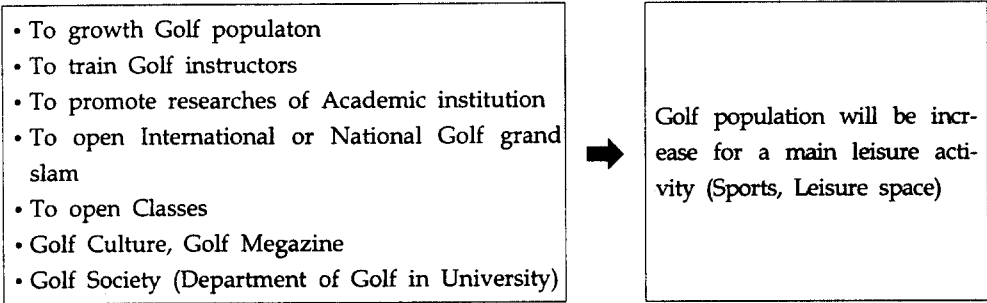 • To growth Golf populaton
• To train Golf instructors
• To promote researches of Academic institution
• To open International or National Golf grand
slam
• To open Classes
• Golf Culture, Golf Megazine
• Golf Society (Department of Golf in University)
Golf population will be incr-
ease for a main leisure acti-
vity (Sports, Leisure space)